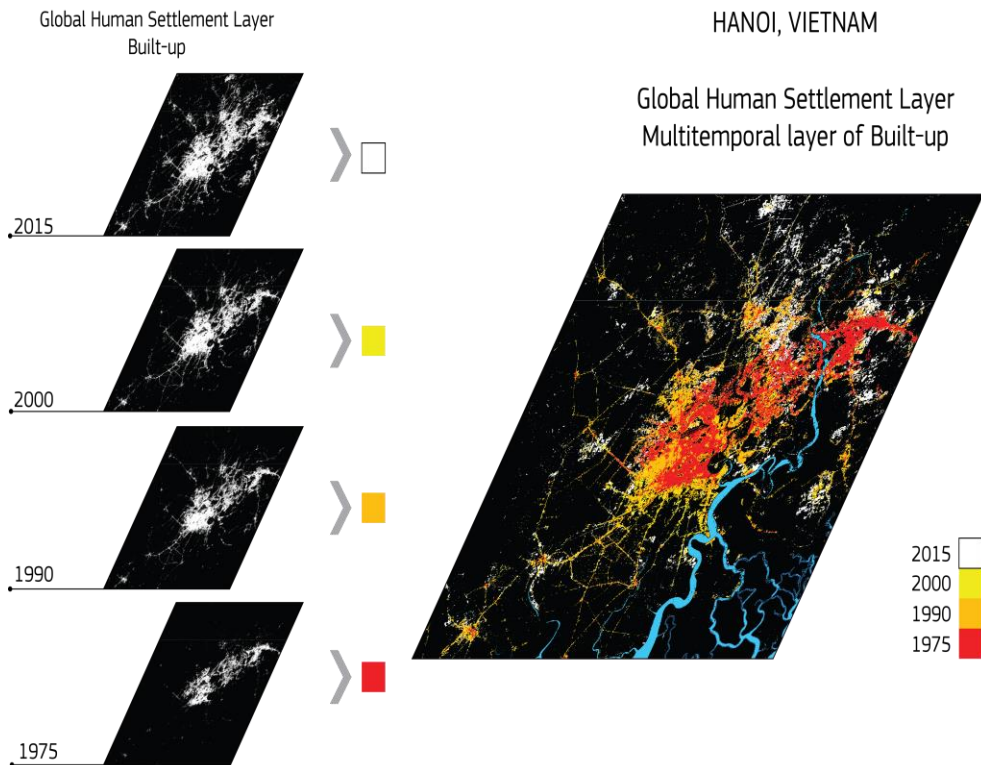 Global Human Settlement Layer
Built-up
2015
2000
1990
1975
HANOI, VIETNAM
Global Human Settlement Layer
Multitemporal layer of Built-up
2015
2000
1990
1975